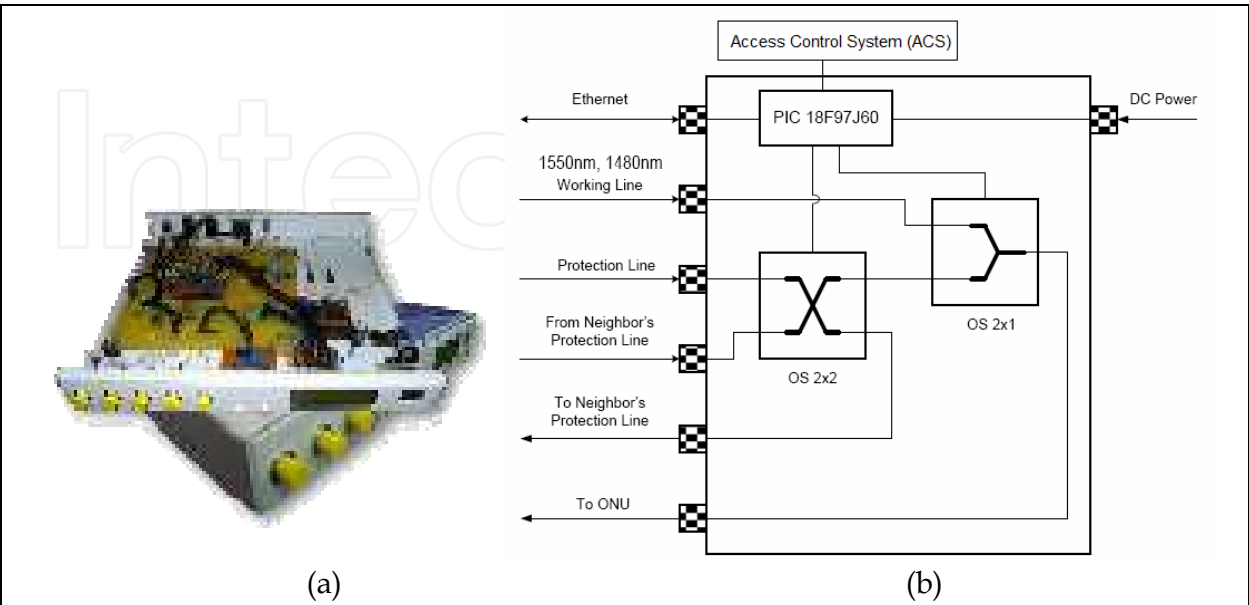 Intec
Access Control System (ACS)
Ethernet
PIC 18F97J60
DC Power
1550nm, 1480nm
Working Line
Protection Line
OS 2x1
From Neighbor's
Protection Line
OS 2x2
To Neighbor's
Protection Line
To ONU
(a)
(b)